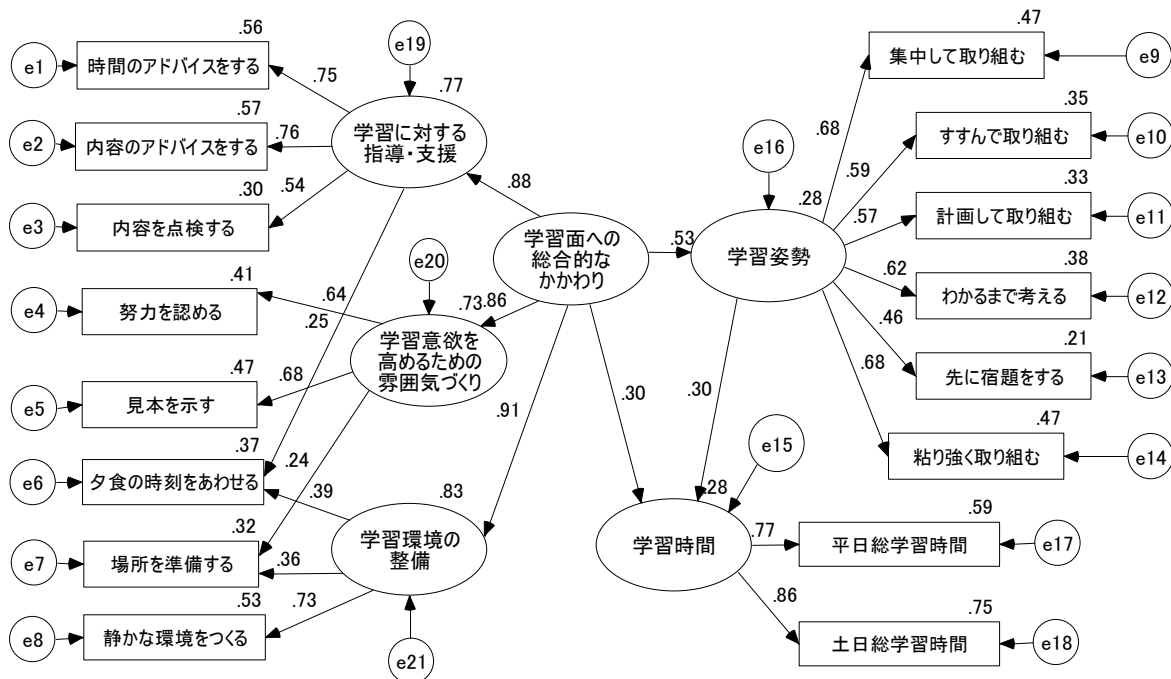 .56
e1
時間のアドバイスをする
.75
.57
e2
内容のアドバイスをする
.76
.30
e3
内容を点検する
.54
e19
.77
学習に対する
指導・支援
.88
.41
e4
努力を認める
.64
.25
e20
.73
.86
学習意欲を
高めるための
雰囲気づくり
.47
e5
見本を示す
.68
.37
e6
夕食の時刻をあわせる
.24
.39
.32
e7
場所を準備する
.36
.53
e8
静かな環境をつくる
.73
.83
学習環境の
整備
e21
.91
学習面への
総合的な
かかわり
.53
.30
e16
.28
学習姿勢
.30
.47
集中して取り組む
e9
.68
.35
すすんで取り組む
e10
.59
.33
計画して取り組む
e11
.57
.38
わかるまで考える
e12
.62
.21
先に宿題をする
e13
.46
.47
粘り強く取り組む
e14
.68
e15
.28
学習時間
.59
.77
平日総学習時間
e17
.75
.86
土日総学習時間
e18